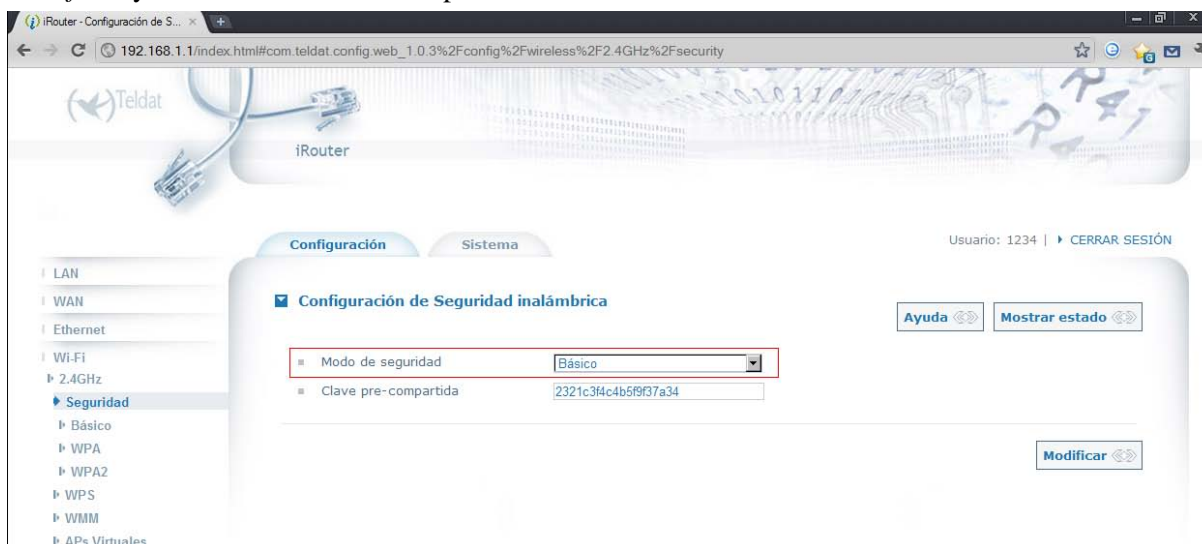 iRouter - Configuración de S...
192.168.1.1/index.html#com.teldat.config.web_1.0.3%2Fconfig%2Fwireless%2F2.4GHz%2Fsecurity
Teldat
iRouter
Configuración Sistema Usuario: 1234 | CERRAR SESIÓN
LAN
WAN
Ethernet
Wi-Fi
2.4GHz
Seguridad
Básico
WPA
WPA2
WPS
WMM
APs Virtuales
Configuración de Seguridad inalámbrica
Ayuda Mostrar estado
Modo de seguridad Básico
Clave pre-compartida 2321c3f4c4b5f9f37a34
Modificar